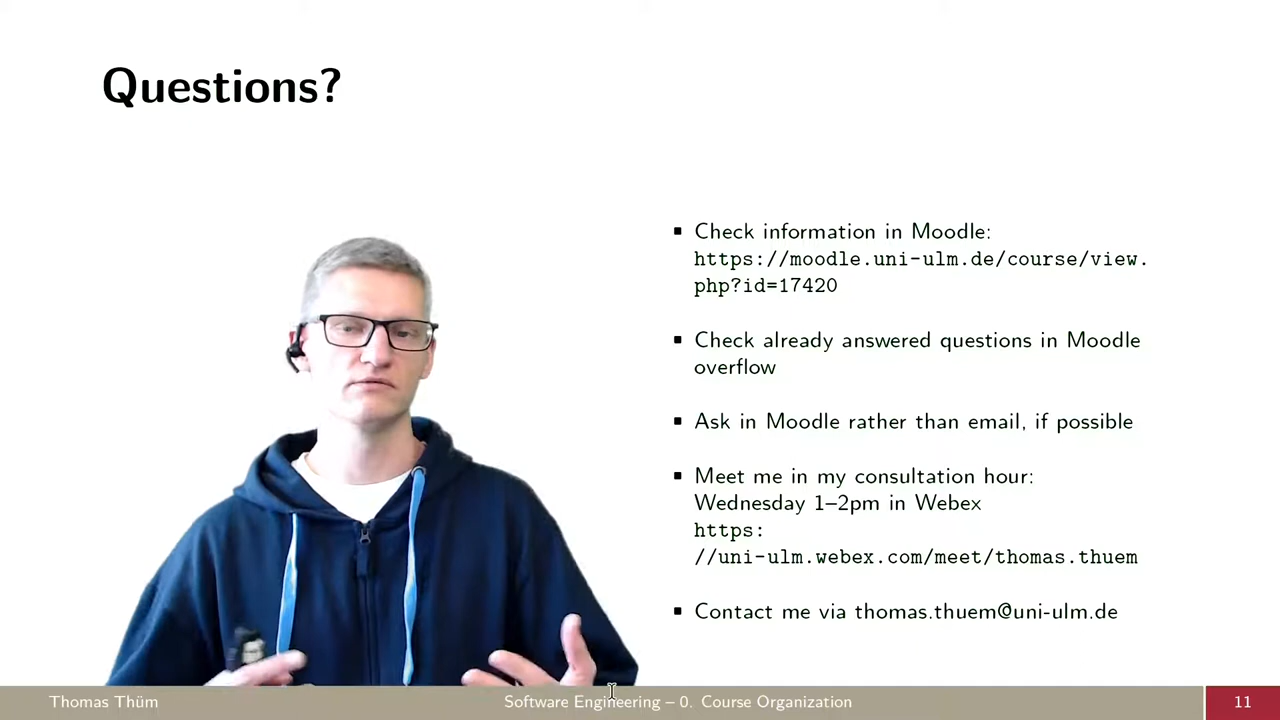 Questions?
Check information in Moodle:
https://moodle.uni-ulm.de/course/view.
php?id=17420
Check already answered questions in Moodle
overflow
Ask in Moodle rather than email, if possible
Meet me in my consultation hour:
Wednesday 1–2pm in Webex
https:
//uni-ulm.webex.com/meet/thomas.thuem
Contact me via thomas.thuem@uni-ulm.de
Thomas Thüm
Software Engineering – 0. Course Organization
11